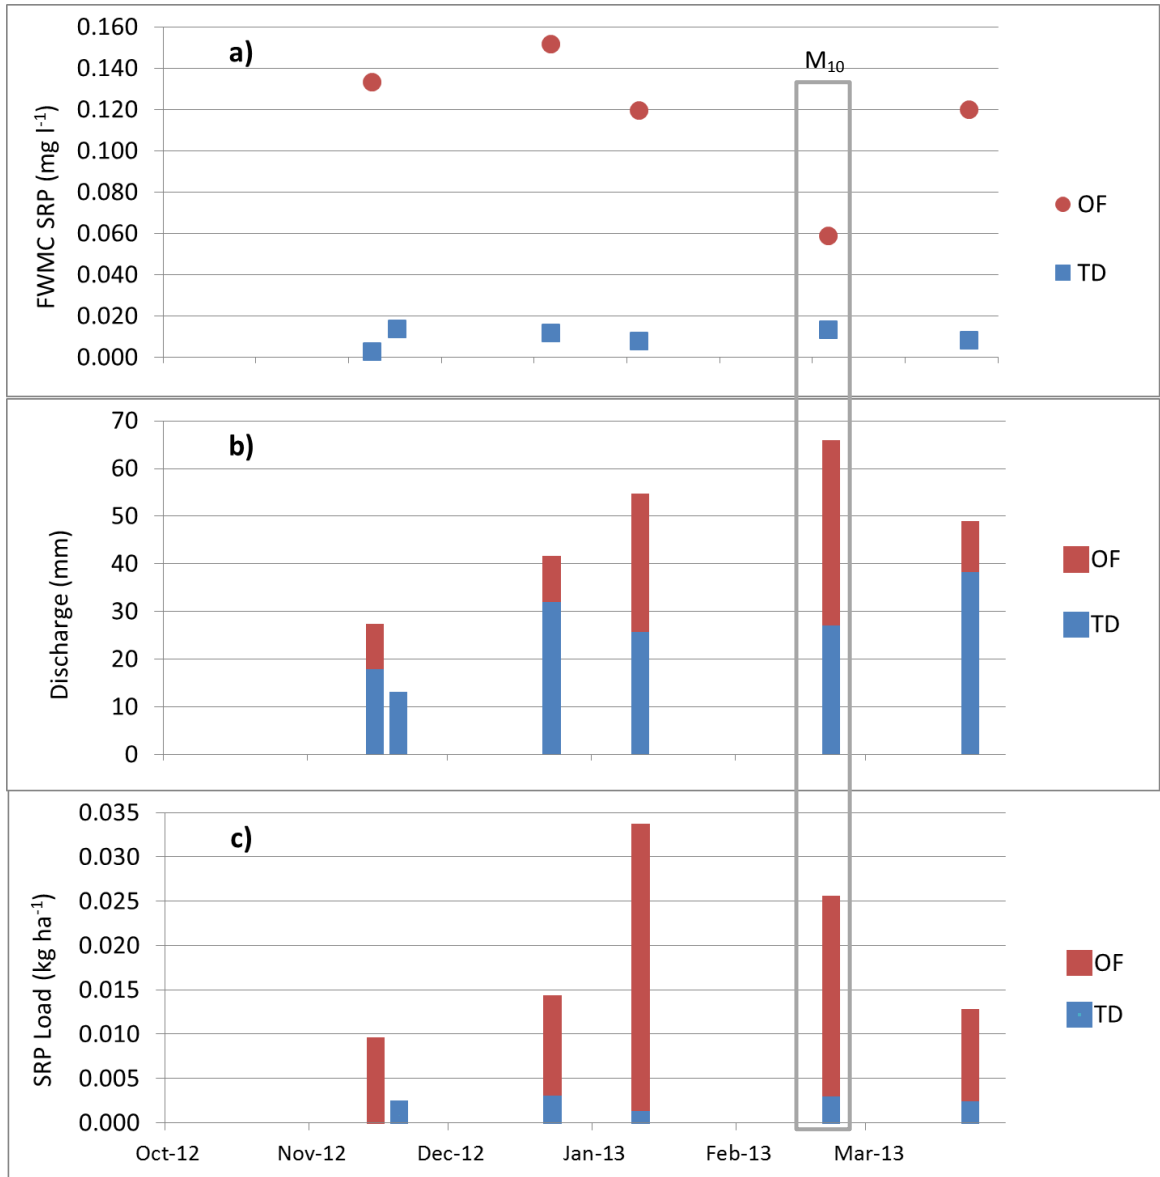 0.160
0.140
0.120
0.100
0.080
0.060
0.040
0.020
0.000
FWMC SRP (mg l-1)
a)
M10
OF
TD
70
60
50
40
30
20
10
0
Discharge (mm)
b)
OF
TD
0.035
0.030
0.025
0.020
0.015
0.010
0.005
0.000
SRP Load (kg ha-1)
c)
OF
TD
Oct-12 Nov-12 Dec-12 Jan-13 Feb-13 Mar-13